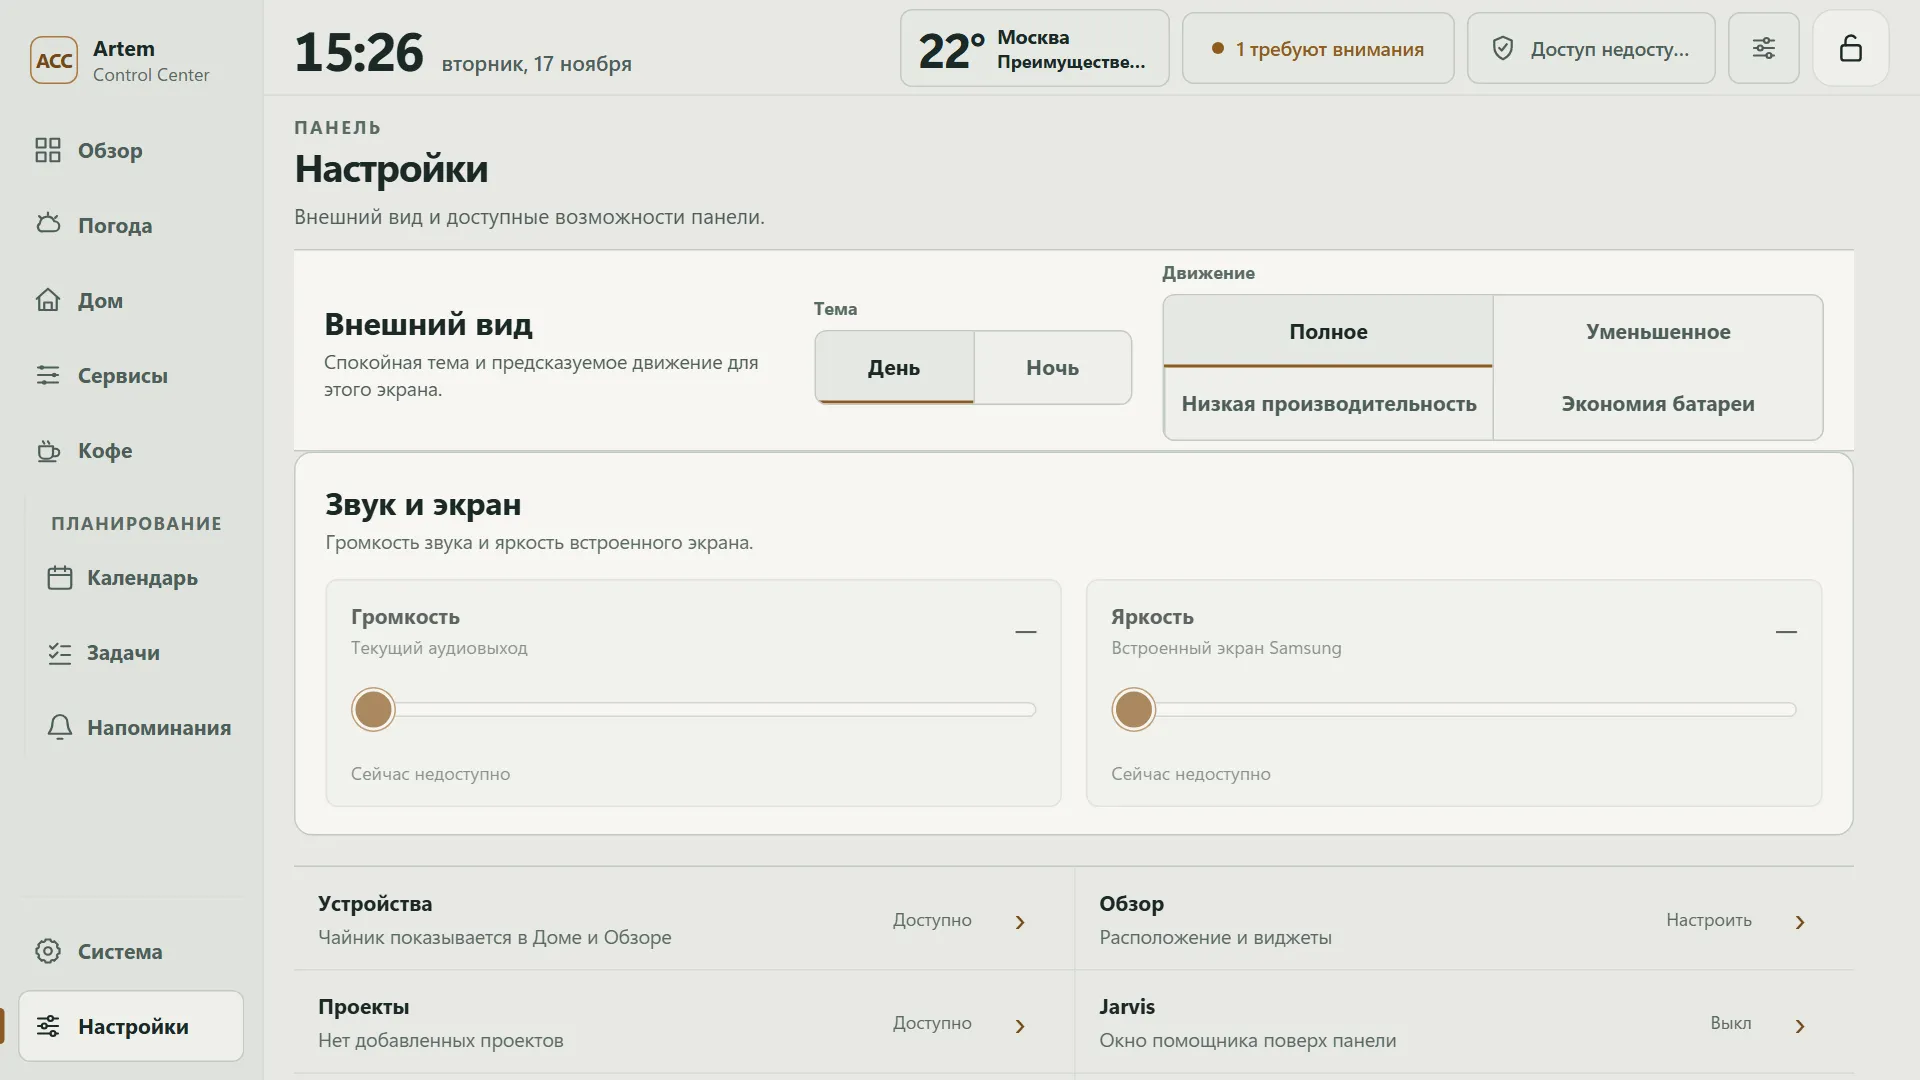 ACC
Artem
Control Center
Обзор
Погода
Дом
Сервисы
Кофе
ПЛАНИРОВАНИЕ
Календарь
Задачи
Напоминания
Система
Настройки
15:26 вторник, 17 ноября
22° Москва
Преимуществе...
1 требуют внимания
Доступ недосту...
ПАНЕЛЬ
Настройки
Внешний вид и доступные возможности панели.
Внешний вид
Спокойная тема и предсказуемое движение для
этого экрана.
Тема
День Ночь
Движение
Полное Уменьшенное
Низкая производительность Экономия батареи
Звук и экран
Громкость звука и яркость встроенного экрана.
Громкость
Текущий аудиовыход
—
Сейчас недоступно
Яркость
Встроенный экран Samsung
—
Сейчас недоступно
Устройства
Чайник показывается в Доме и Обзоре
Доступно
Обзор
Расположение и виджеты
Настроить
Проекты
Нет добавленных проектов
Доступно
Jarvis
Окно помощника поверх панели
Выкл